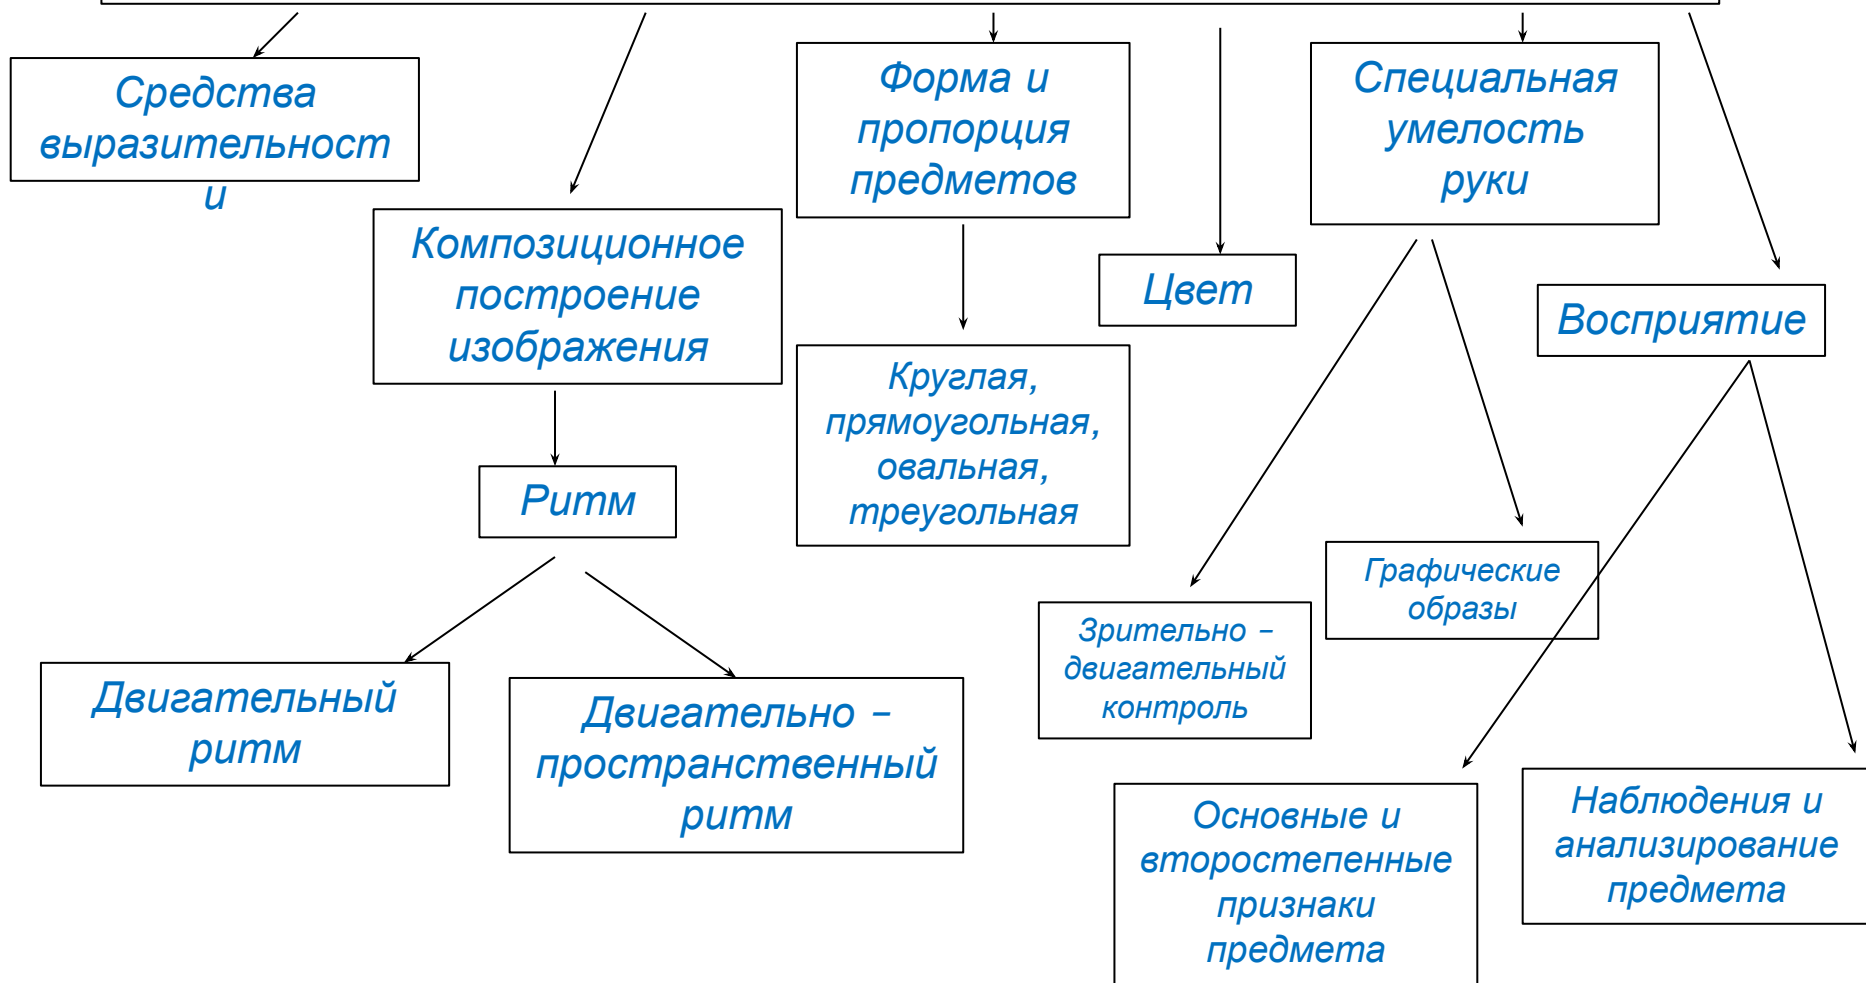 Средства
выразительност
и
Композиционное
построение
изображения
Форма и
пропорция
предметов
Цвет
Специальная
умелость
руки
Восприятие
Круглая,
прямоугольная,
овальная,
треугольная
Ритм
Графические
образы
Зрительно –
двигательный
контроль
Двигательный
ритм
Двигательно –
пространственный
ритм
Основные и
второстепенные
признаки
предмета
Наблюдения и
анализирование
предмета